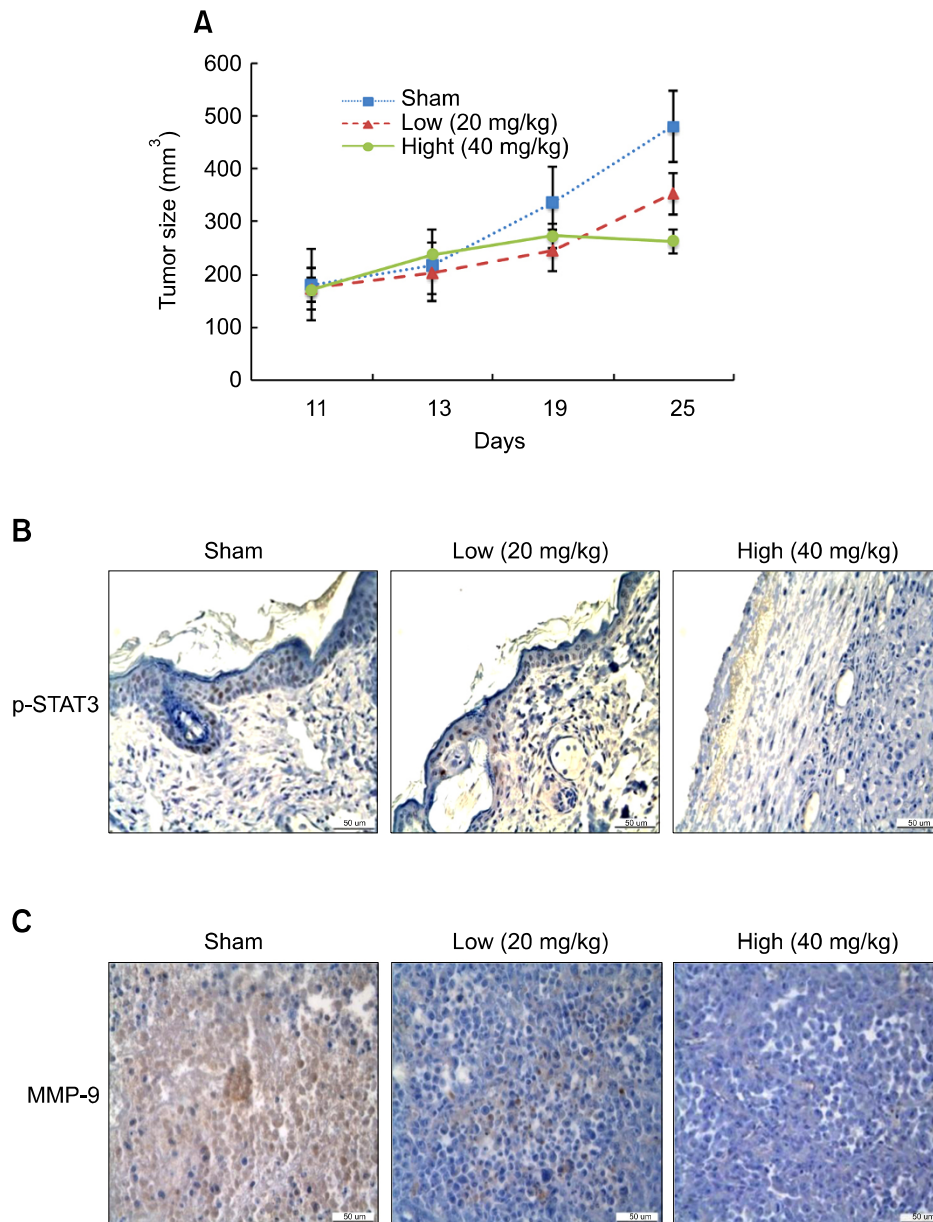 A
600
500
400
300
200
100
0
Tumor size (mm³)
Sham
Low (20 mg/kg)
Hight (40 mg/kg)
11 13 19 25
Days
B
Sham Low (20 mg/kg) High (40 mg/kg)
p-STAT3
50 um 50 um 50 um
C
Sham Low (20 mg/kg) High (40 mg/kg)
MMP-9
50 um 50 um 50 um